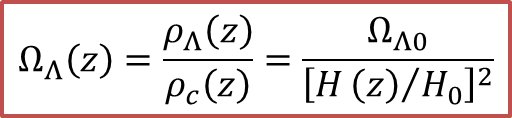 Ω_Λ(z) = ρ_Λ(z)/ρ_c(z) = Ω_Λ0/[H (z)/H_0]^2